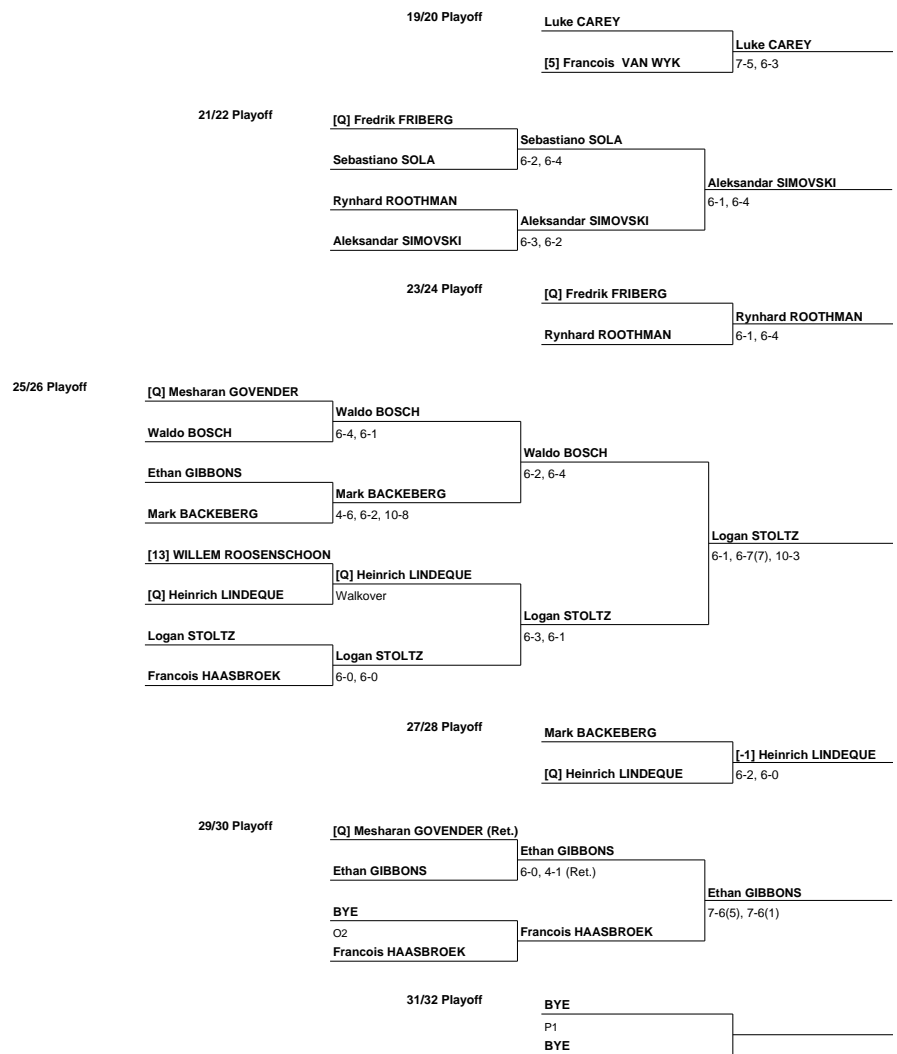 19/20 Playoff
Luke CAREY
Luke CAREY
[5] Francois VAN WYK
7-5, 6-3
21/22 Playoff
[Q] Fredrik FRIBERG
Sebastiano SOLA
Sebastiano SOLA
6-2, 6-4
Aleksandar SIMOVSKI
6-1, 6-4
Rynhard ROOTHMAN
Aleksandar SIMOVSKI
Aleksandar SIMOVSKI
6-3, 6-2
23/24 Playoff
[Q] Fredrik FRIBERG
Rynhard ROOTHMAN
Rynhard ROOTHMAN
6-1, 6-4
25/26 Playoff
[Q] Mesharan GOVENDER
Waldo BOSCH
Waldo BOSCH
6-4, 6-1
Waldo BOSCH
6-2, 6-4
Ethan GIBBONS
Mark BACKEBERG
Mark BACKEBERG
4-6, 6-2, 10-8
Logan STOLTZ
6-1, 6-7(7), 10-3
[13] WILLEM ROOSENSCHOON
[Q] Heinrich LINDEQUE
[Q] Heinrich LINDEQUE
Walkover
Logan STOLTZ
6-3, 6-1
Logan STOLTZ
Logan STOLTZ
Francois HAASBROEK
6-0, 6-0
27/28 Playoff
Mark BACKEBERG
[-1] Heinrich LINDEQUE
[Q] Heinrich LINDEQUE
6-2, 6-0
29/30 Playoff
[Q] Mesharan GOVENDER (Ret.)
Ethan GIBBONS
Ethan GIBBONS
6-0, 4-1 (Ret.)
Ethan GIBBONS
7-6(5), 7-6(1)
BYE
O2
Francois HAASBROEK
Francois HAASBROEK
31/32 Playoff
BYE
P1
BYE